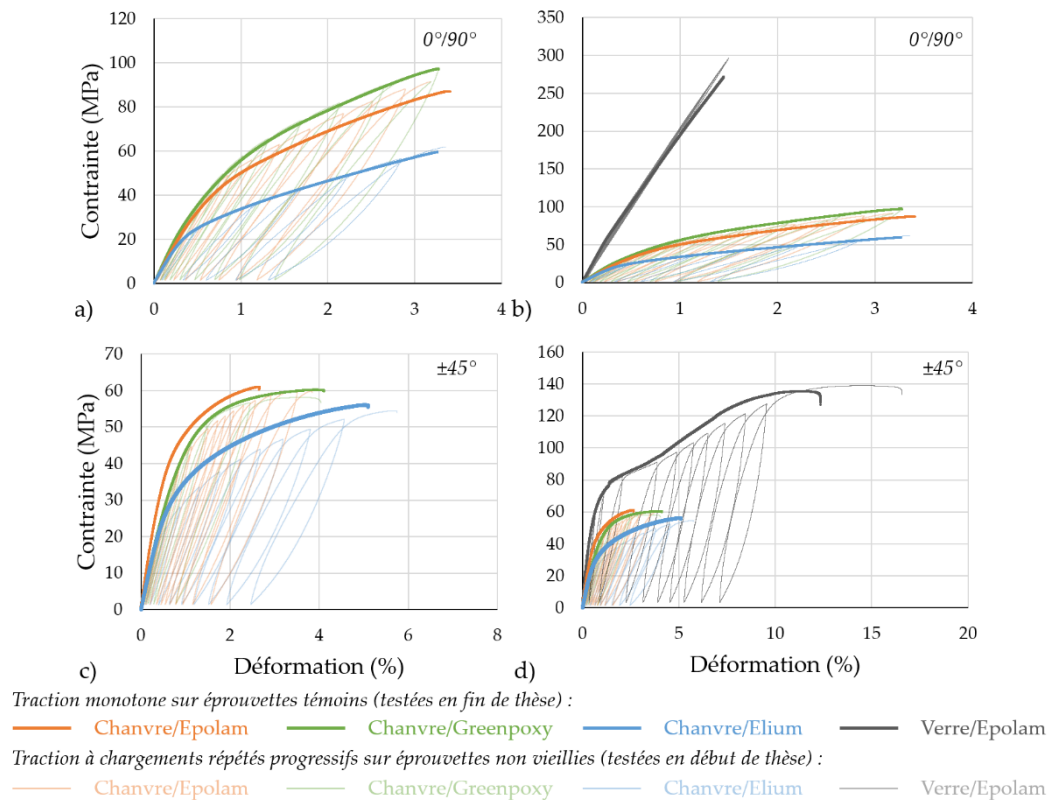 120
100
80
60
40
20
0
Contrainte (MPa)
0°/90°
0 1 2 3 4
a)
350
300
250
200
150
100
50
0
0°/90°
0 1 2 3 4
b)
70
60
50
40
30
20
10
0
Contrainte (MPa)
±45°
0 2 4 6 8
c)
Déformation (%)
160
140
120
100
80
60
40
20
0
±45°
0 5 10 15 20
d)
Déformation (%)
Traction monotone sur éprouvettes témoins (testées en fin de thèse) :
Chanvre/Epolam Chanvre/Greenpoxy Chanvre/Elium Verre/Epolam
Traction à chargements répétés progressifs sur éprouvettes non vieillies (testées en début de thèse) :
Chanvre/Epolam Chanvre/Greenpoxy Chanvre/Elium Verre/Epolam